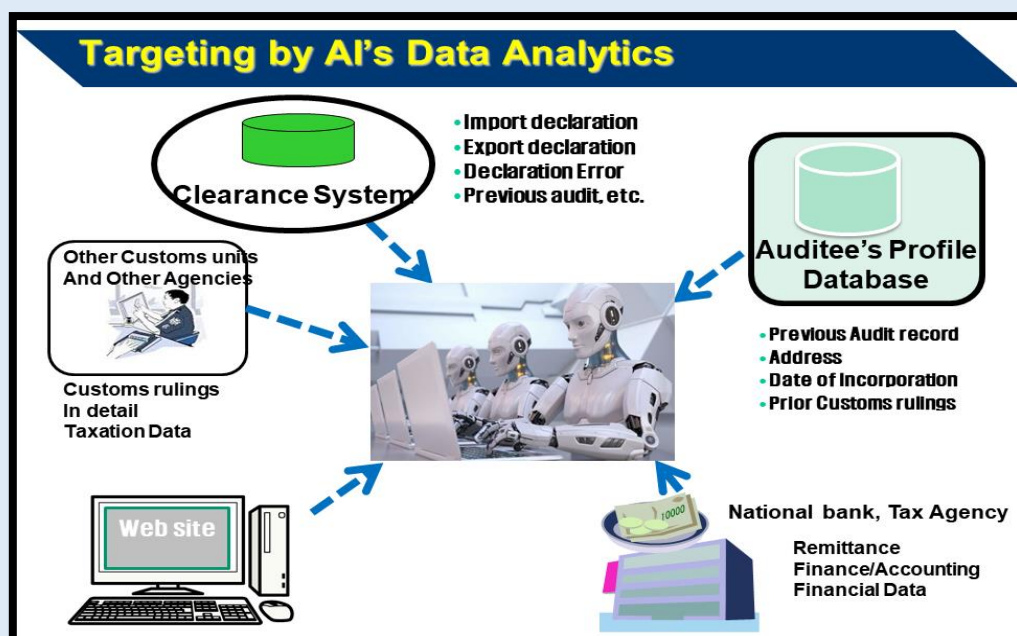 Targeting by AI's Data Analytics
Clearance System
• Import declaration
• Export declaration
• Declaration Error
• Previous audit, etc.
Auditee's Profile
Database
• Previous Audit record
• Address
• Date of Incorporation
• Prior Customs rulings
Other Customs units
And Other Agencies
Customs rulings
In detail
Taxation Data
Web site
10000
National bank, Tax Agency
Remittance
Finance/Accounting
Financial Data